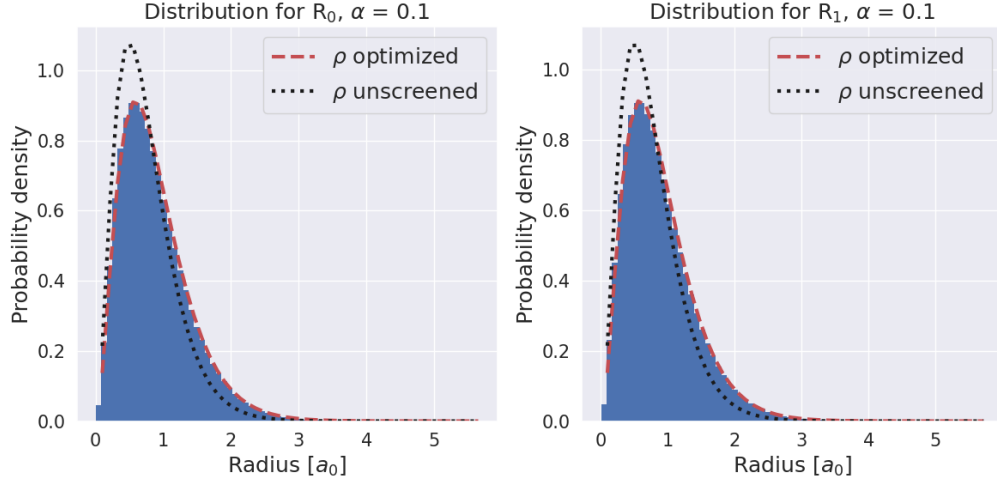 Distribution for R₀, α = 0.1
ρ optimized
ρ unscreened
Probability density
1.0
0.8
0.6
0.4
0.2
0.0
0 1 2 3 4 5
Radius [a₀]
Distribution for R₁, α = 0.1
ρ optimized
ρ unscreened
Probability density
1.0
0.8
0.6
0.4
0.2
0.0
0 1 2 3 4 5
Radius [a₀]